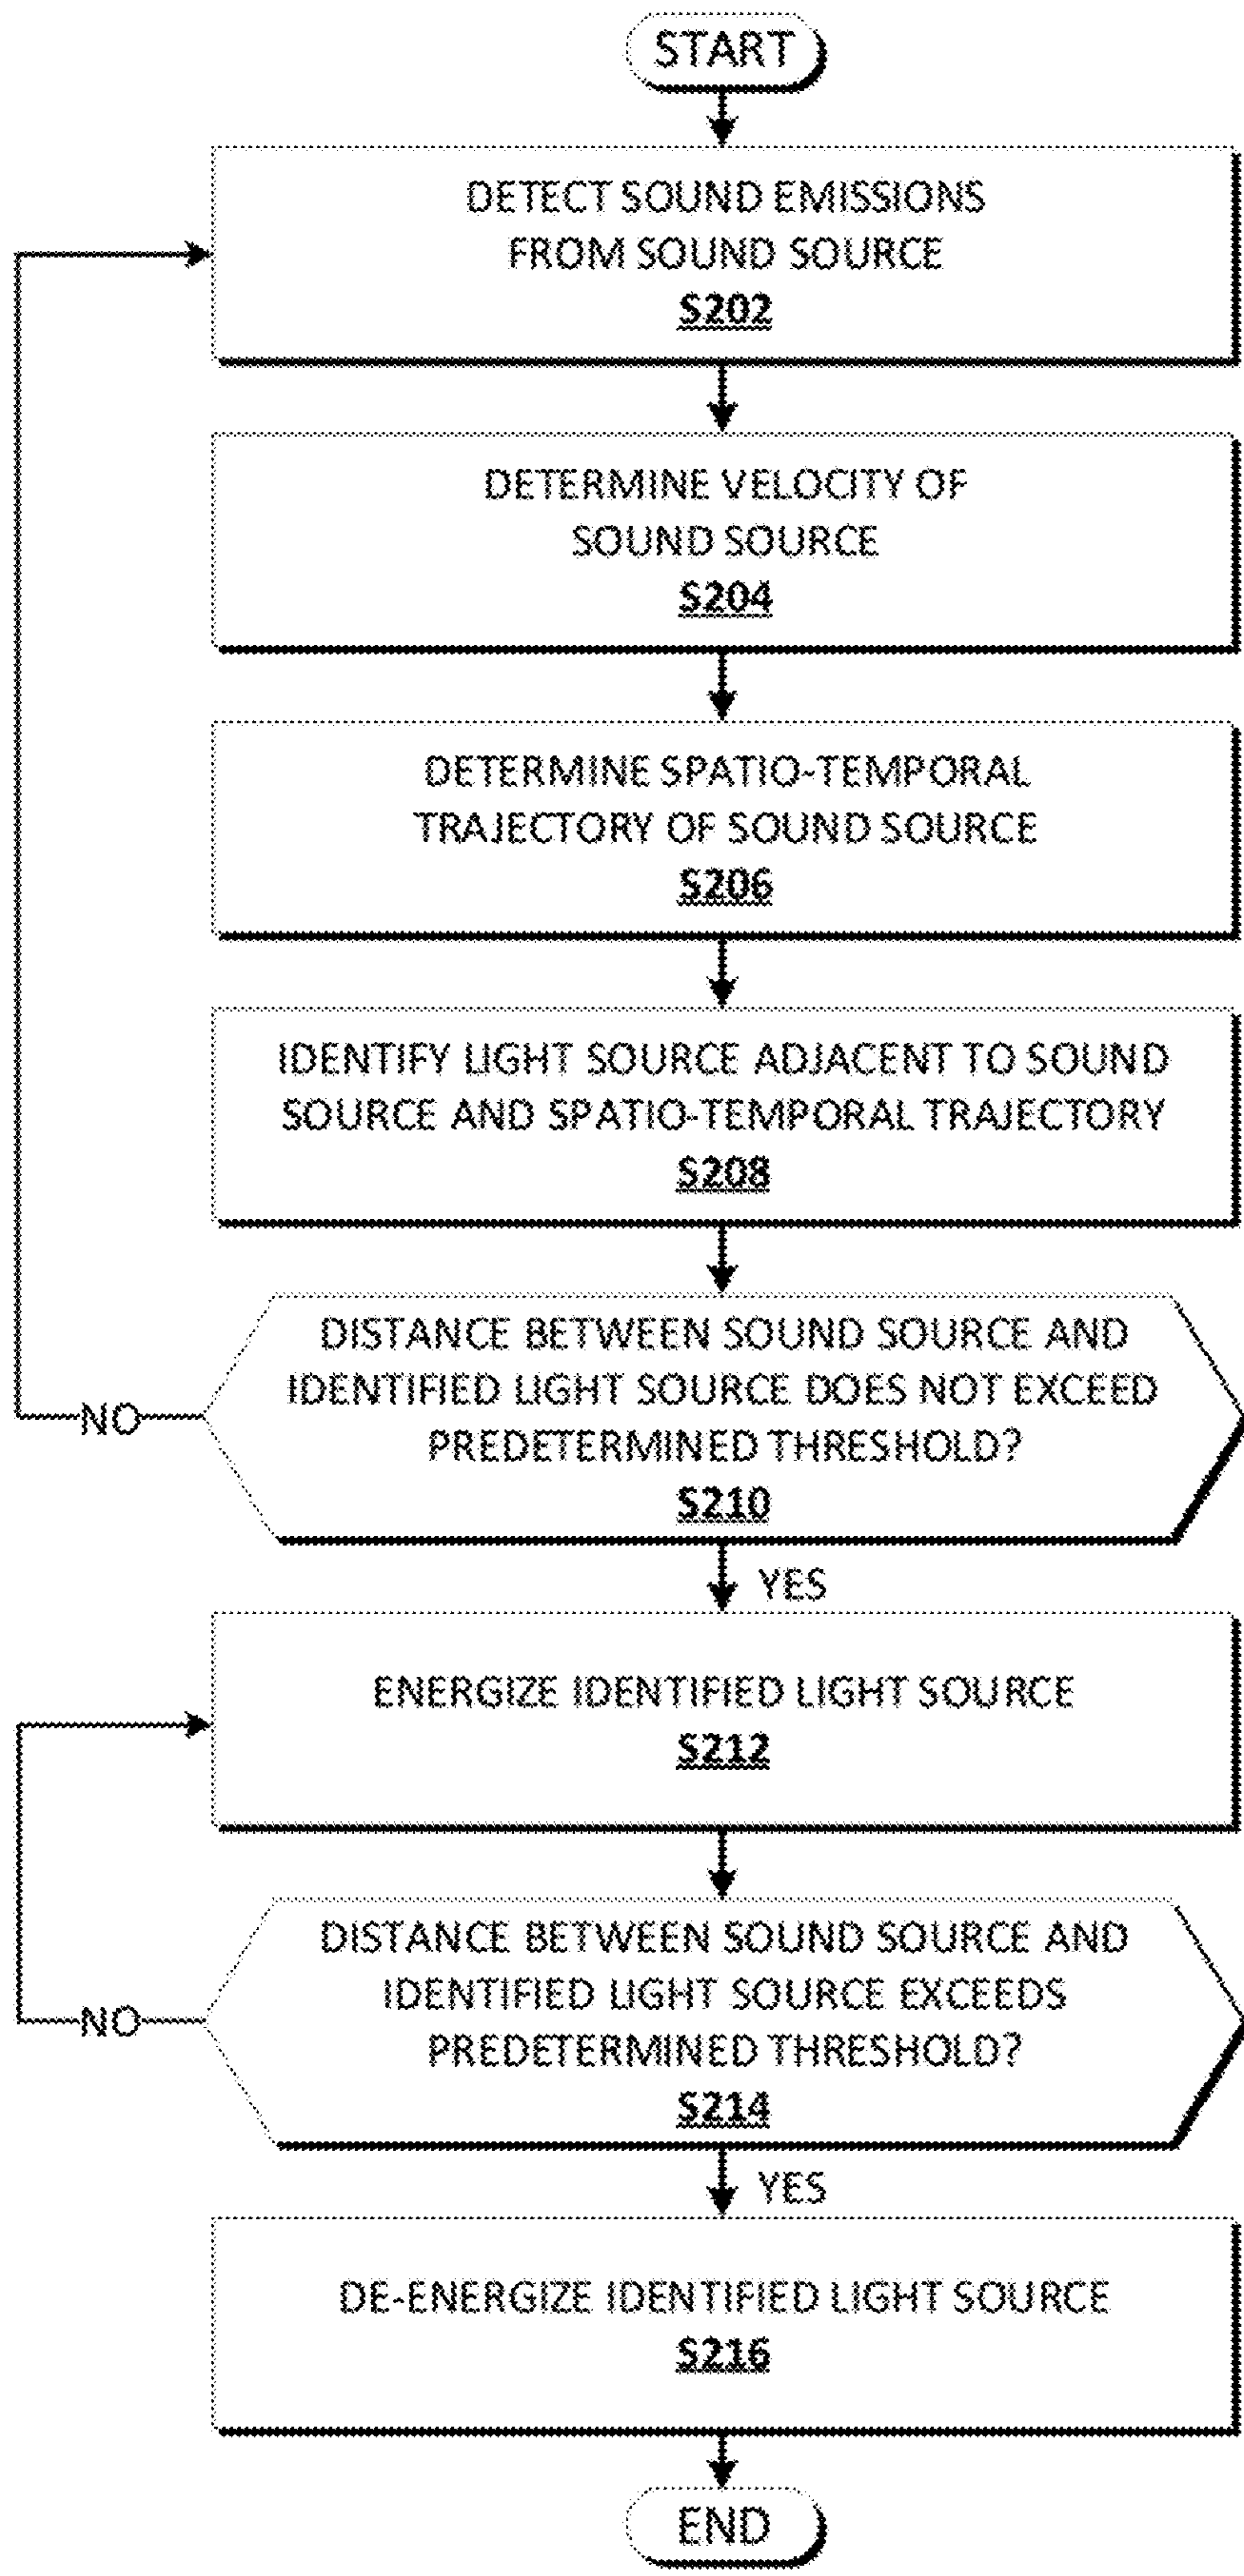 START
DETECT SOUND EMISSIONS
FROM SOUND SOURCE
S202
DETERMINE VELOCITY OF
SOUND SOURCE
S204
DETERMINE SPATIO-TEMPORAL
TRAJECTORY OF SOUND SOURCE
S206
IDENTIFY LIGHT SOURCE ADJACENT TO SOUND
SOURCE AND SPATIO-TEMPORAL TRAJECTORY
S208
DISTANCE BETWEEN SOUND SOURCE AND
IDENTIFIED LIGHT SOURCE DOES NOT EXCEED
PREDETERMINED THRESHOLD?
S210
NO
YES
ENERGIZE IDENTIFIED LIGHT SOURCE
S212
DISTANCE BETWEEN SOUND SOURCE AND
IDENTIFIED LIGHT SOURCE EXCEEDS
PREDETERMINED THRESHOLD?
S214
NO
YES
DE-ENERGIZE IDENTIFIED LIGHT SOURCE
S216
END